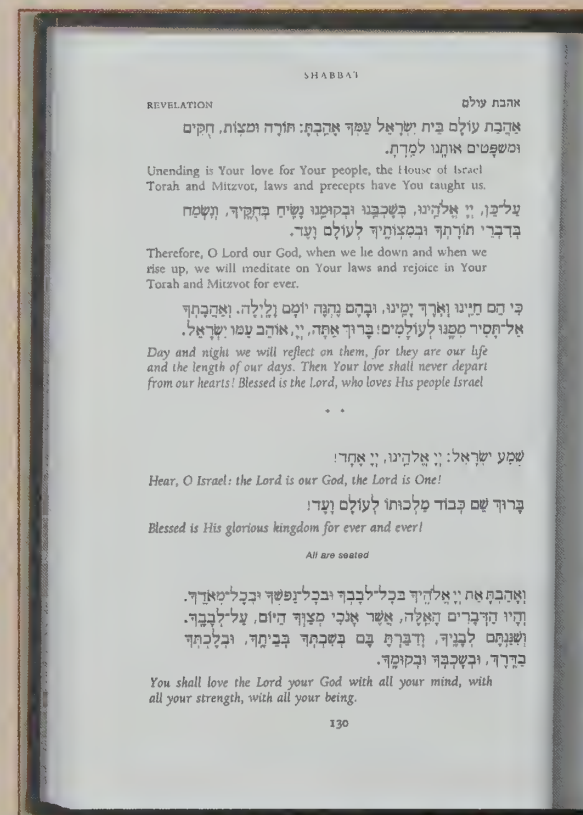 SHABBAT
REVELATION אהבת עולם
אַהֲבַת עוֹלָם בֵּית יִשְׂרָאֵל עַמְּךָ אָהָבְתָּ: תּוֹרָה וּמִצְוֹת, חֻקִּים
וּמִשְׁפָּטִים אוֹתָנוּ לִמַּדְתָּ.
Unending is Your love for Your people, the House of Israel
Torah and Mitzvot, laws and precepts have You taught us.
עַל־כֵּן, יְיָ אֱלֹהֵינוּ, בְּשָׁכְבֵּנוּ וּבְקוּמֵנוּ נָשִׂיחַ בְּחֻקֶּיךָ, וְנִשְׂמַח
בְּדִבְרֵי תוֹרָתְךָ וּבְמִצְוֹתֶיךָ לְעוֹלָם וָעֶד.
Therefore, O Lord our God, when we lie down and when we
rise up, we will meditate on Your laws and rejoice in Your
Torah and Mitzvot for ever.
כִּי הֵם חַיֵּינוּ וְאֹרֶךְ יָמֵינוּ, וּבָהֶם נֶהְגֶּה יוֹמָם וָלָיְלָה. וְאַהֲבָתְךָ
אַל־תָּסִיר מִמֶּנּוּ לְעוֹלָמִים! בָּרוּךְ אַתָּה, יְיָ, אוֹהֵב עַמּוֹ יִשְׂרָאֵל.
Day and night we will reflect on them, for they are our life
and the length of our days. Then Your love shall never depart
from our hearts! Blessed is the Lord, who loves His people Israel
* *
שְׁמַע יִשְׂרָאֵל: יְיָ אֱלֹהֵינוּ, יְיָ אֶחָד!
Hear, O Israel: the Lord is our God, the Lord is One!
בָּרוּךְ שֵׁם כְּבוֹד מַלְכוּתוֹ לְעוֹלָם וָעֶד!
Blessed is His glorious kingdom for ever and ever!
All are seated
וְאָהַבְתָּ אֵת יְיָ אֱלֹהֶיךָ בְּכָל־לְבָבְךָ וּבְכָל־נַפְשְׁךָ וּבְכָל־מְאֹדֶךָ.
וְהָיוּ הַדְּבָרִים הָאֵלֶּה, אֲשֶׁר אָנֹכִי מְצַוְּךָ הַיּוֹם, עַל־לְבָבֶךָ.
וְשִׁנַּנְתָּם לְבָנֶיךָ, וְדִבַּרְתָּ בָּם בְּשִׁבְתְּךָ בְּבֵיתֶךָ, וּבְלֶכְתְּךָ
בַדֶּרֶךְ, וּבְשָׁכְבְּךָ וּבְקוּמֶךָ.
You shall love the Lord your God with all your mind, with
all your strength, with all your being.
130